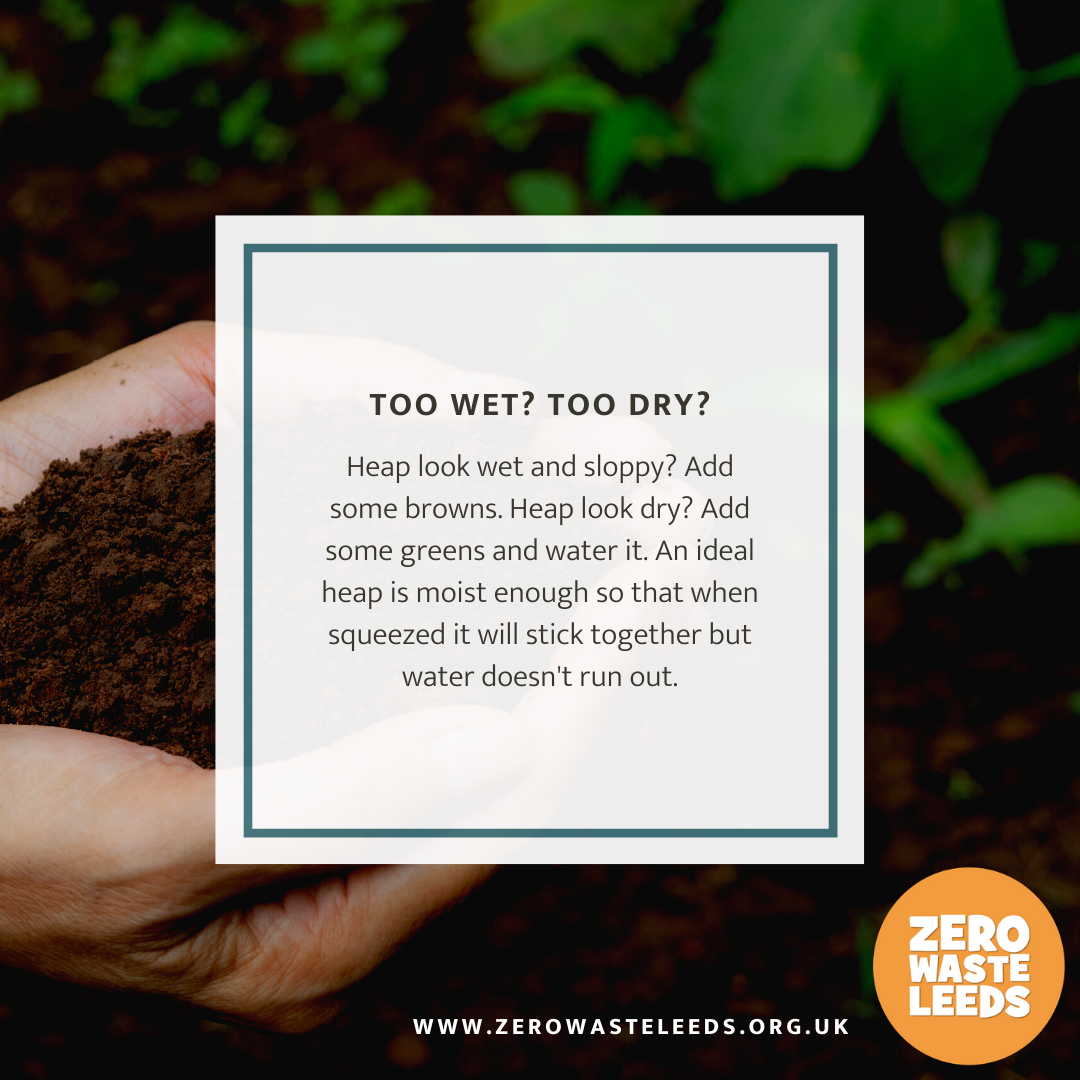 TOO WET? TOO DRY?
Heap look wet and sloppy? Add
some browns. Heap look dry? Add
some greens and water it. An ideal
heap is moist enough so that when
squeezed it will stick together but
water doesn't run out.
WWW.ZEROWASTELEEDS.ORG.UK
ZERO
WASTE
LEEDS